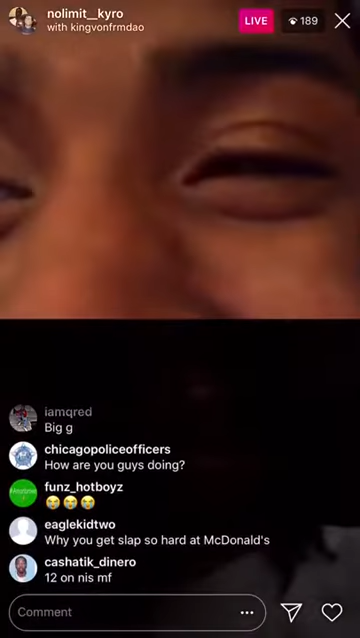 nolimit__kyro
with kingvonfrmdao
LIVE
189
iamqred
Big g
chicagopoliceofficers
How are you guys doing?
funz_hotboyz
😭😭😭
eaglekidtwo
Why you get slap so hard at McDonald's
cashatik_dinero
12 on nis mf
Comment